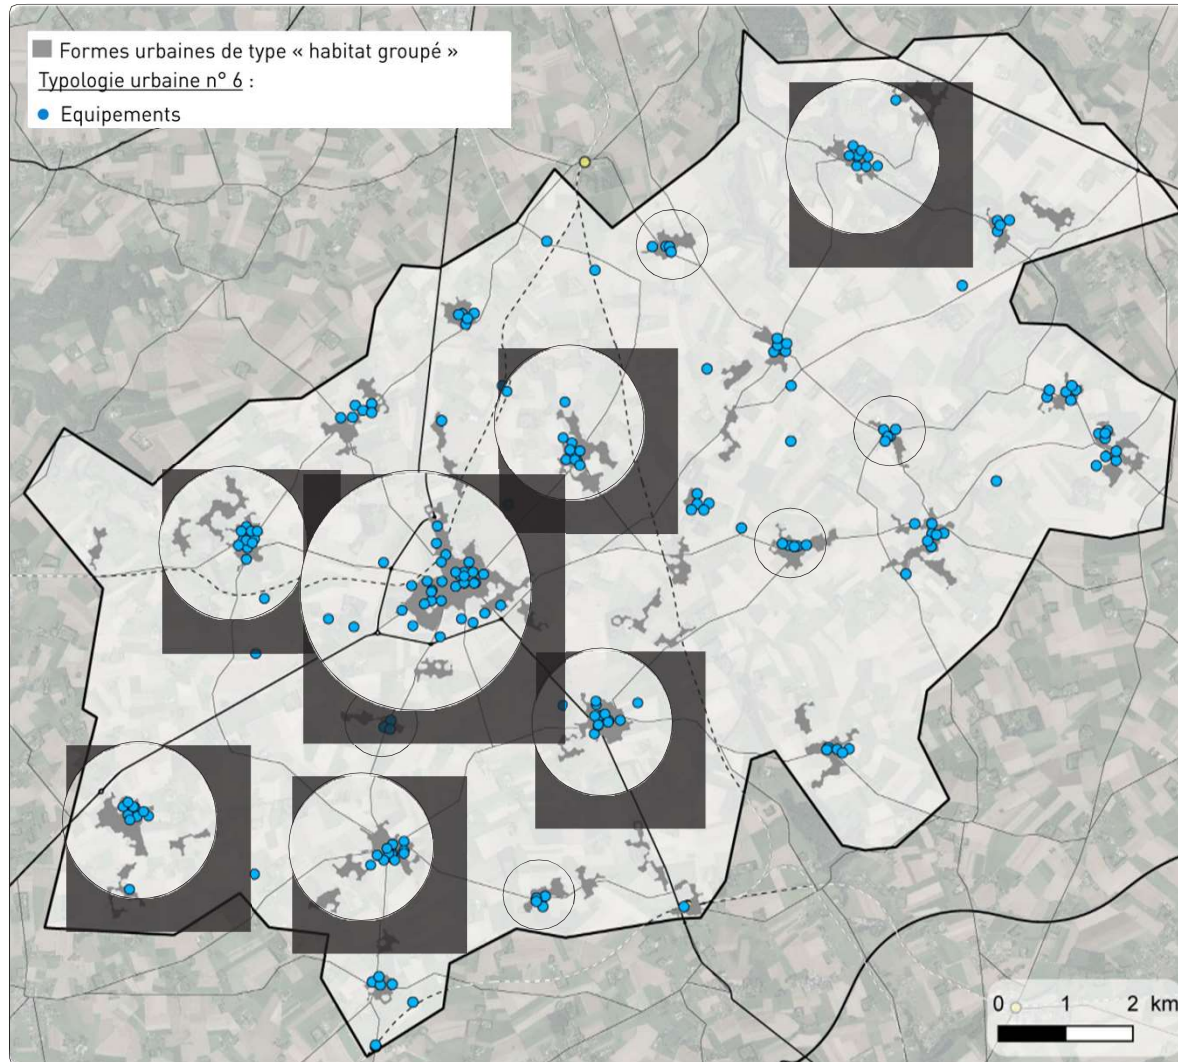 Formes urbaines de type « habitat groupé »
Typologie urbaine n° 6 :
Equipements
0 1 2 km